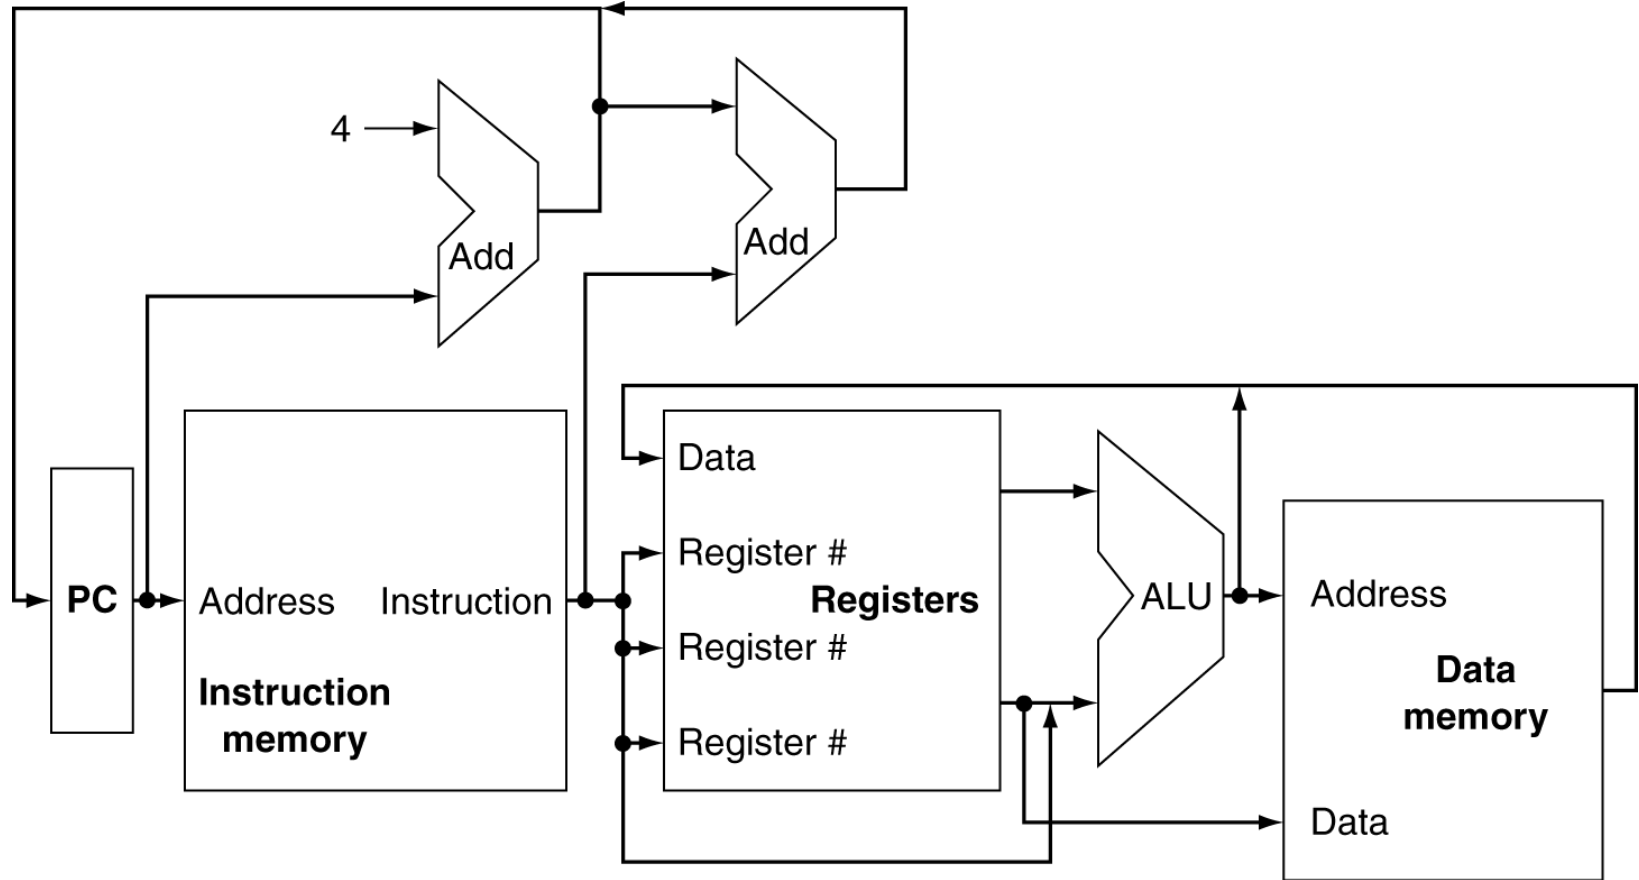 4
Add
Add
Data
Register #
Registers
Register #
Register #
PC
Address
Instruction
Instruction
memory
ALU
Address
Data
memory
Data